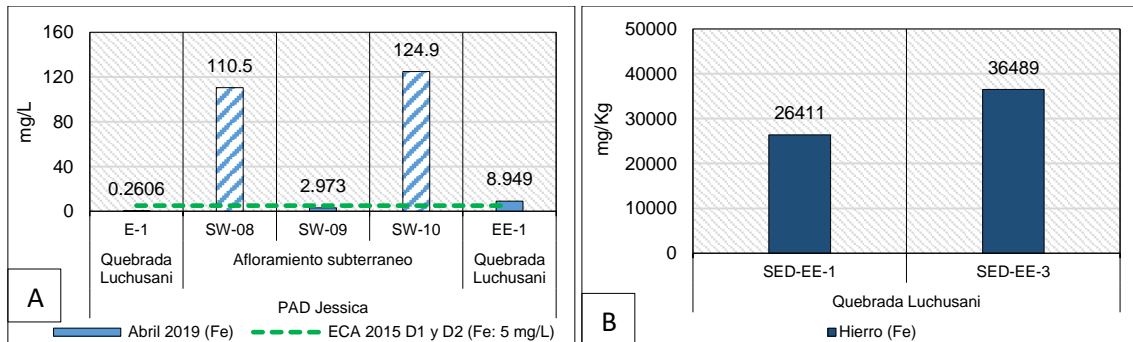 160
120
80
40
0
mg/L
0.2606
110.5
2.973
124.9
8.949
E-1
SW-08
SW-09
SW-10
EE-1
Quebrada
Luchusani
Afloramiento subterraneo
Quebrada
Luchusani
PAD Jessica
A
Abril 2019 (Fe)
ECA 2015 D1 y D2 (Fe: 5 mg/L)
50000
40000
30000
20000
10000
0
mg/Kg
26411
36489
SED-EE-1
SED-EE-3
Quebrada Luchusani
B
Hierro (Fe)